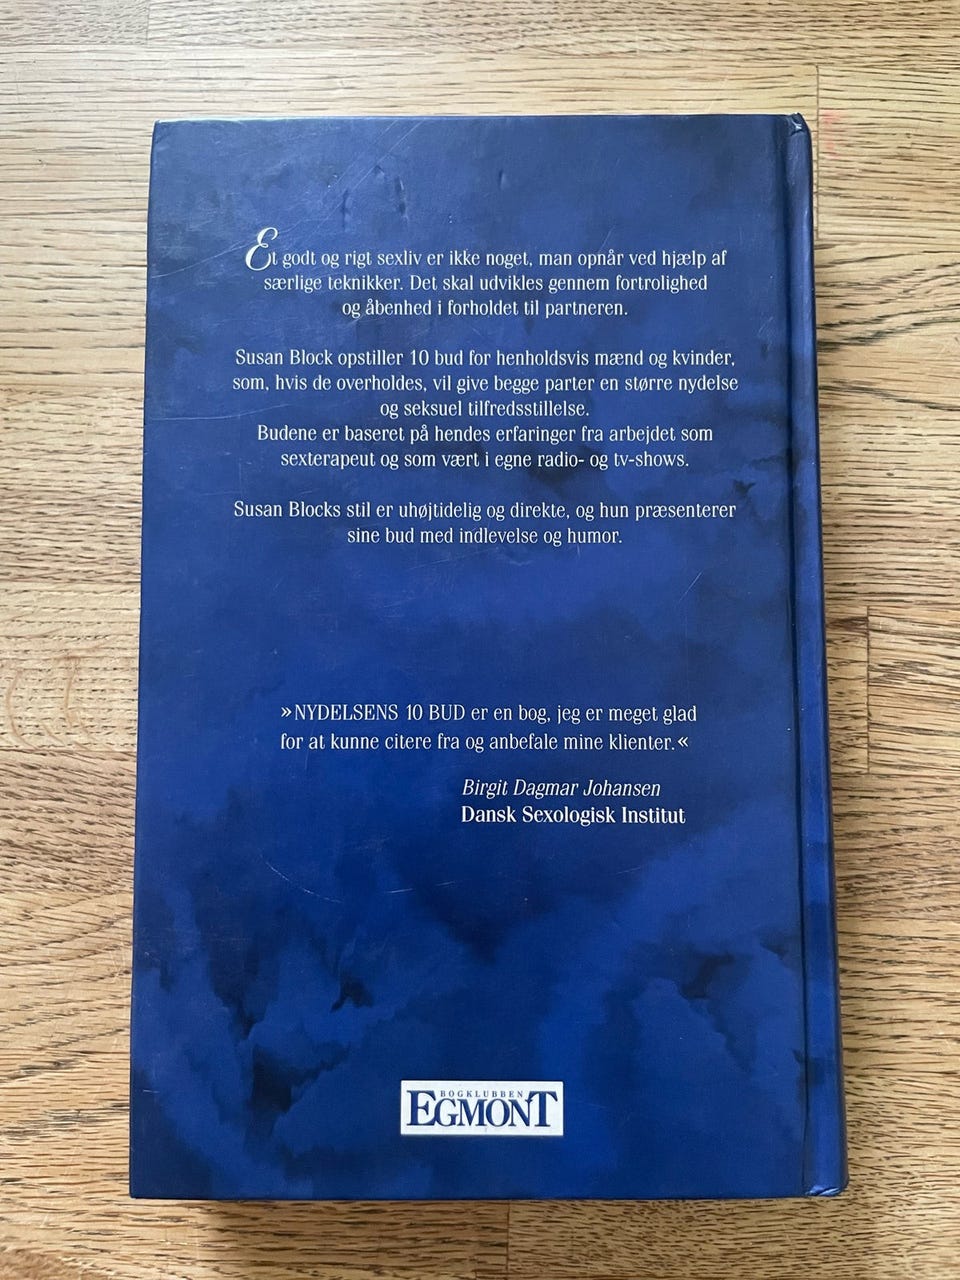 Et godt og rigt sexliv er ikke noget, man opnår ved hjælp af
særlige teknikker. Det skal udvikles gennem fortrolighed
og åbenhed i forholdet til partneren.
Susan Block opstiller 10 bud for henholdsvis mænd og kvinder,
som, hvis de overholdes, vil give begge parter en større nydelse
og seksuel tilfredsstillelse.
Budene er baseret på hendes erfaringer fra arbejdet som
sexterapeut og som vært i egne radio- og tv-shows.
Susan Blocks stil er uhøjtidelig og direkte, og hun præsenterer
sine bud med indlevelse og humor.
»NYDELSENS 10 BUD er en bog, jeg er meget glad
for at kunne citere fra og anbefale mine klienter.«
Birgit Dagmar Johansen
Dansk Sexologisk Institut
BOGKLUBBEN
EGMONT